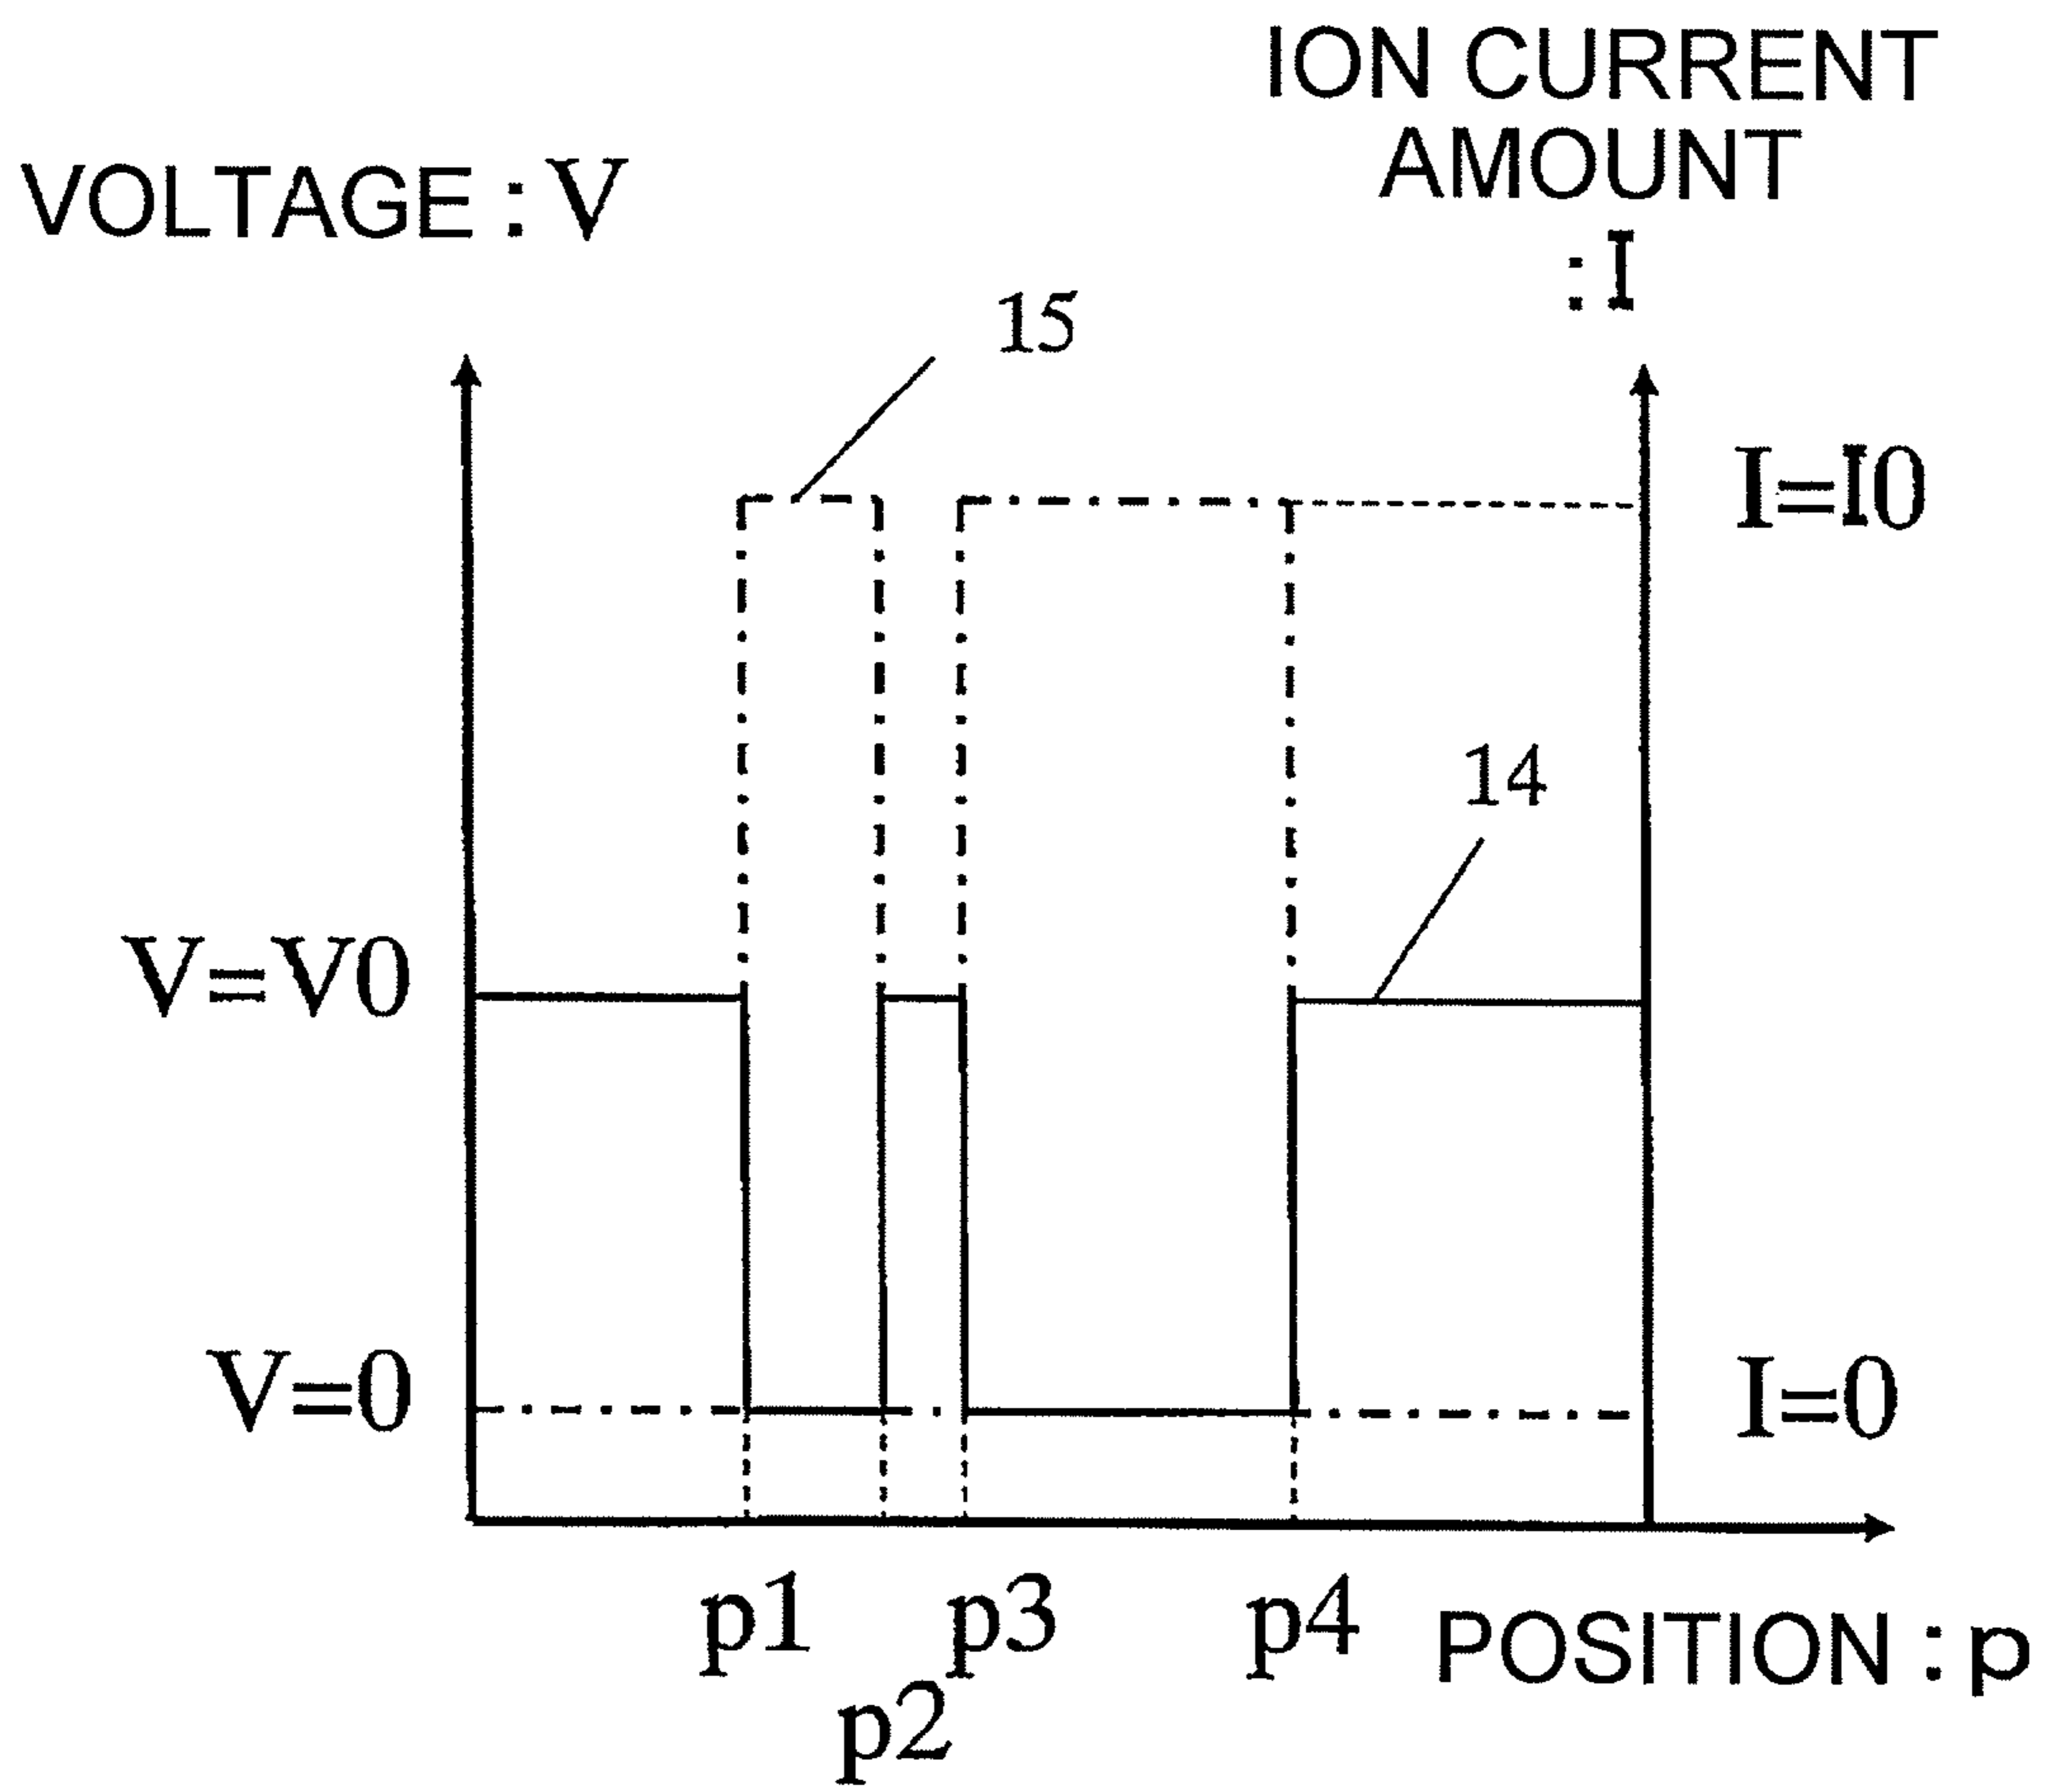 ION CURRENT
AMOUNT
:I
VOLTAGE:V
15
I=I0
14
V=V0
V=0
I=0
p1
p2
p3
p4
POSITION:p